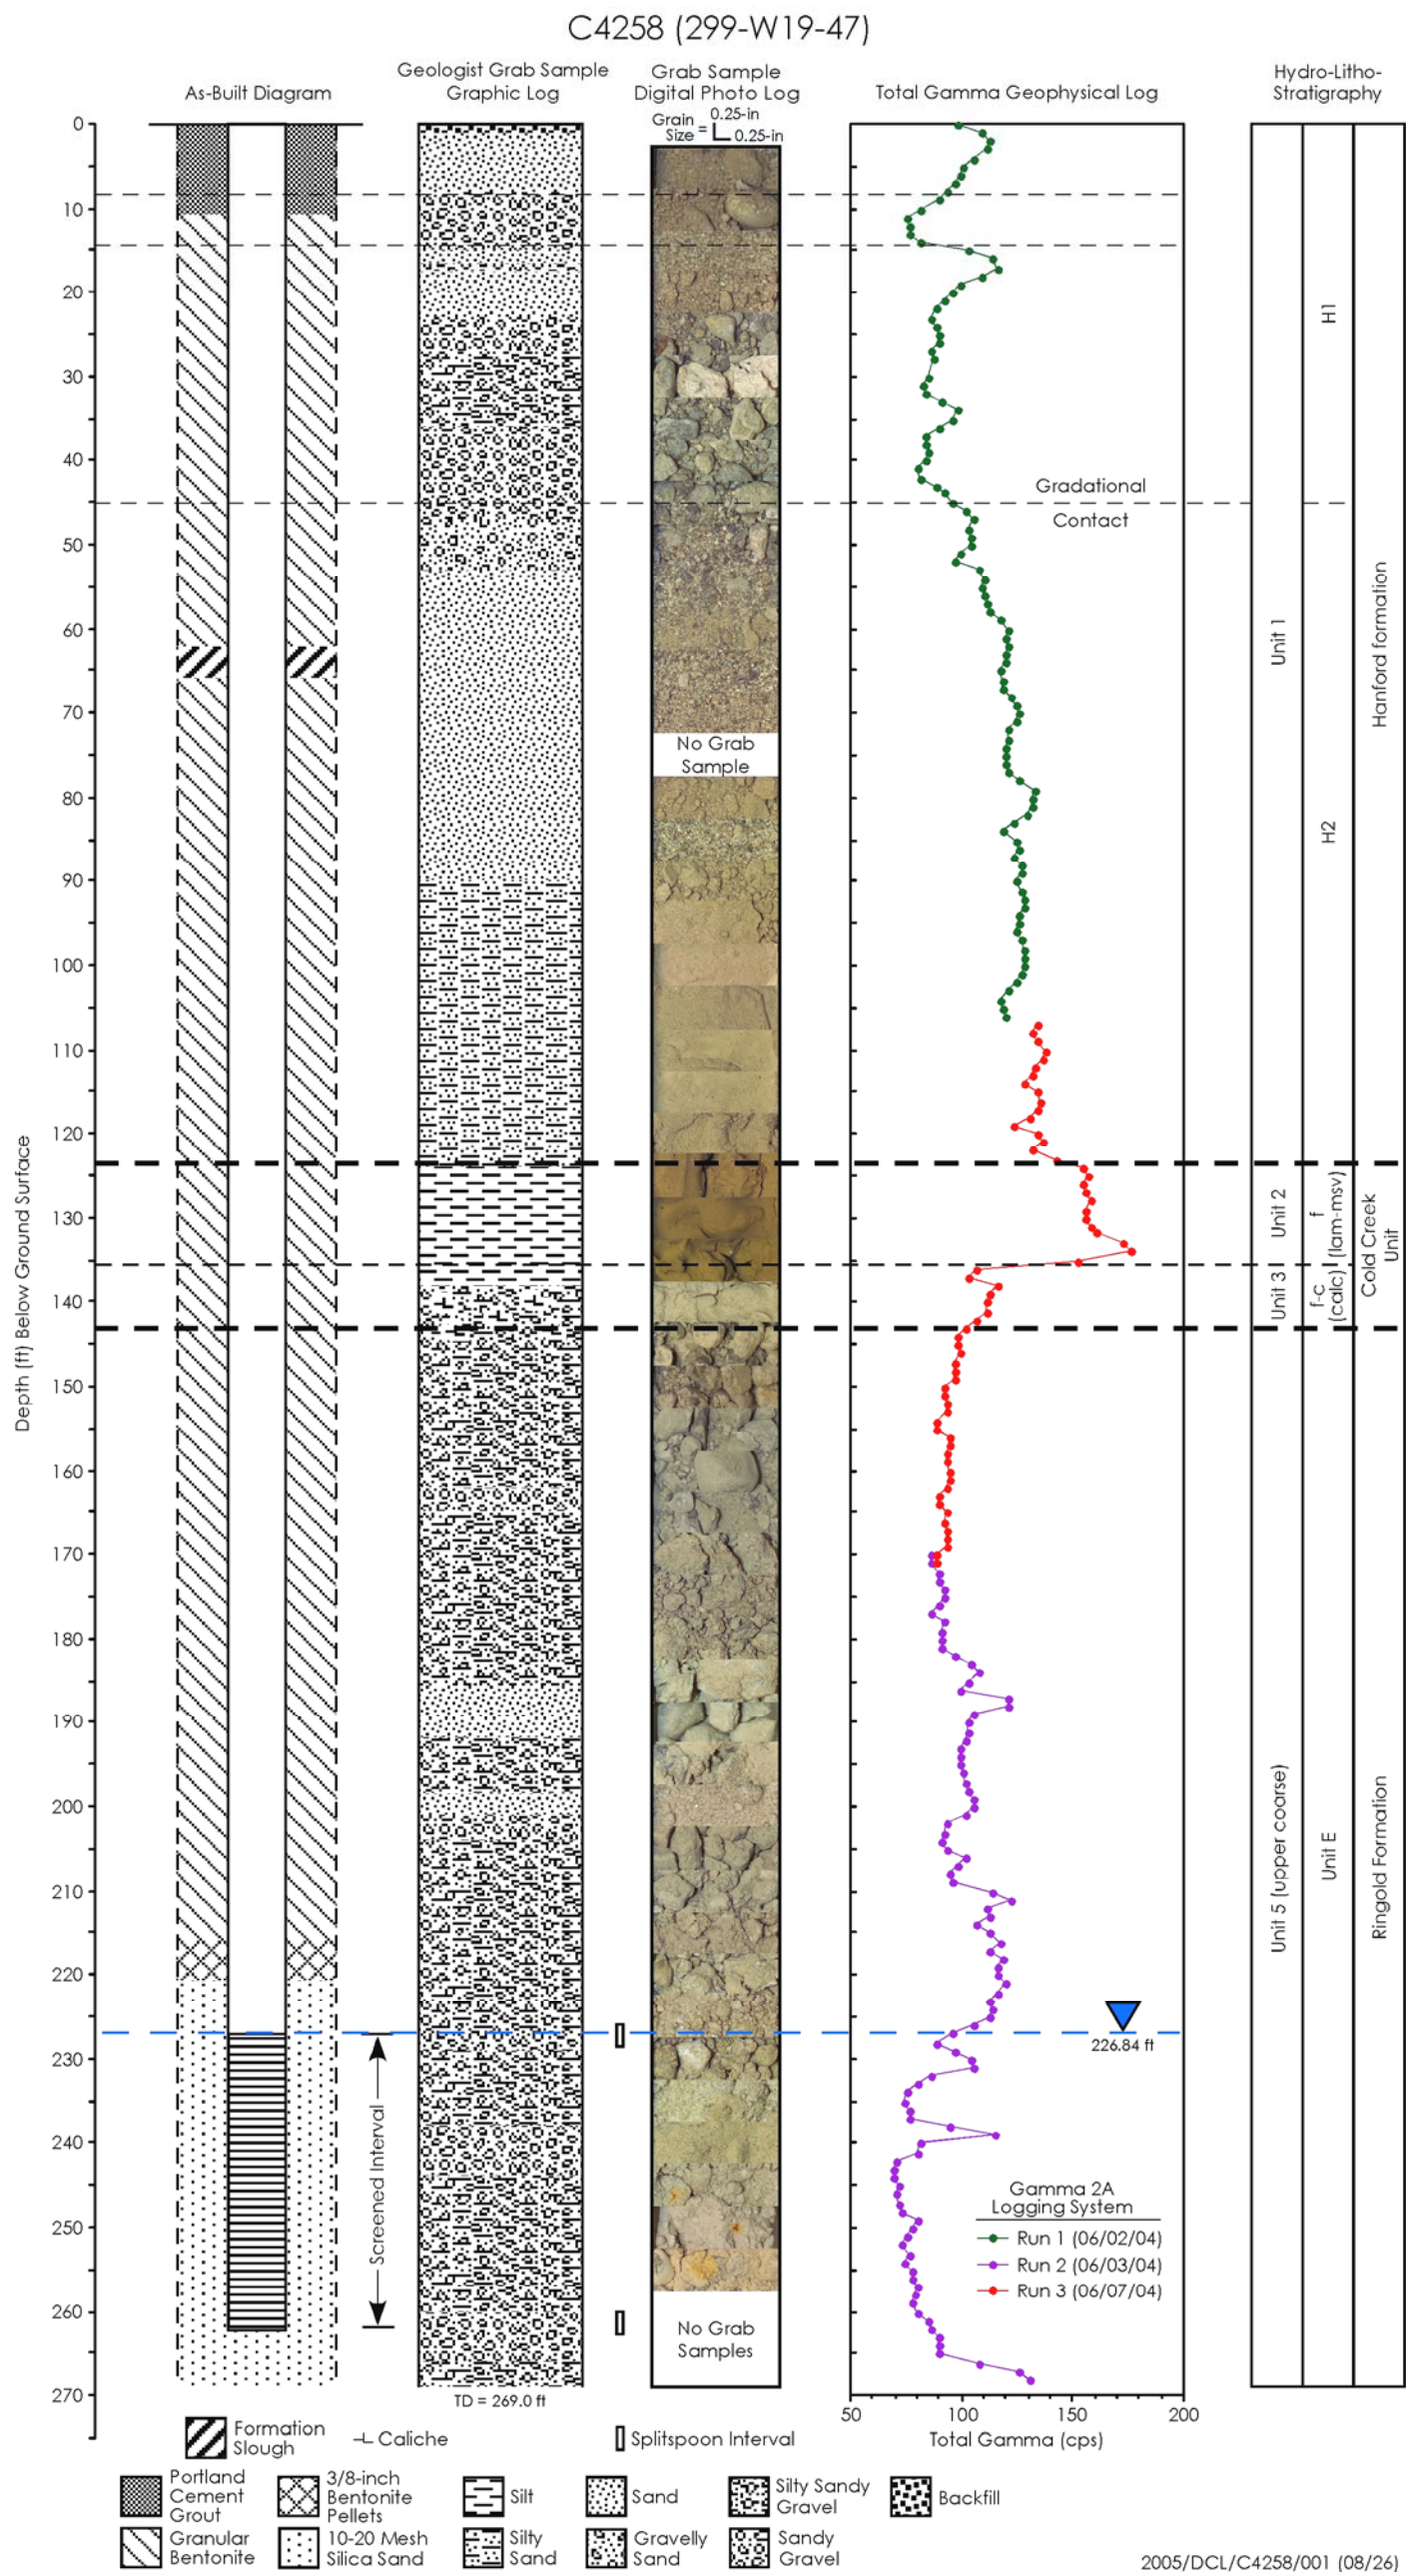 C4258 (299-W19-47)
As-Built Diagram
Geologist Grab Sample
Graphic Log
Grab Sample
Digital Photo Log
Grain
Size =
0.25-in
0.25-in
Total Gamma Geophysical Log
Hydro-Litho-
Stratigraphy
Depth (ft) Below Ground Surface
0
10
20
30
40
50
60
70
80
90
100
110
120
130
140
150
160
170
180
190
200
210
220
230
240
250
260
270
Gradational
Contact
No Grab
Sample
H1
H2
Unit 1
Hanford formation
Unit 2
f
(lam-msv)
Cold Creek
Unit
Unit 3
f-c
(calc)
Unit 5 (upper coarse)
Unit E
Ringold Formation
226.84 ft
Screened Interval
Gamma 2A
Logging System
Run 1 (06/02/04)
Run 2 (06/03/04)
Run 3 (06/07/04)
No Grab
Samples
TD = 269.0 ft
50
100
150
200
Total Gamma (cps)
Formation
Slough
Caliche
Splitspoon Interval
Portland
Cement
Grout
3/8-inch
Bentonite
Pellets
Silt
Sand
Silty Sandy
Gravel
Backfill
Granular
Bentonite
10-20 Mesh
Silica Sand
Silty
Sand
Gravelly
Sand
Sandy
Gravel
2005/DCL/C4258/001 (08/26)